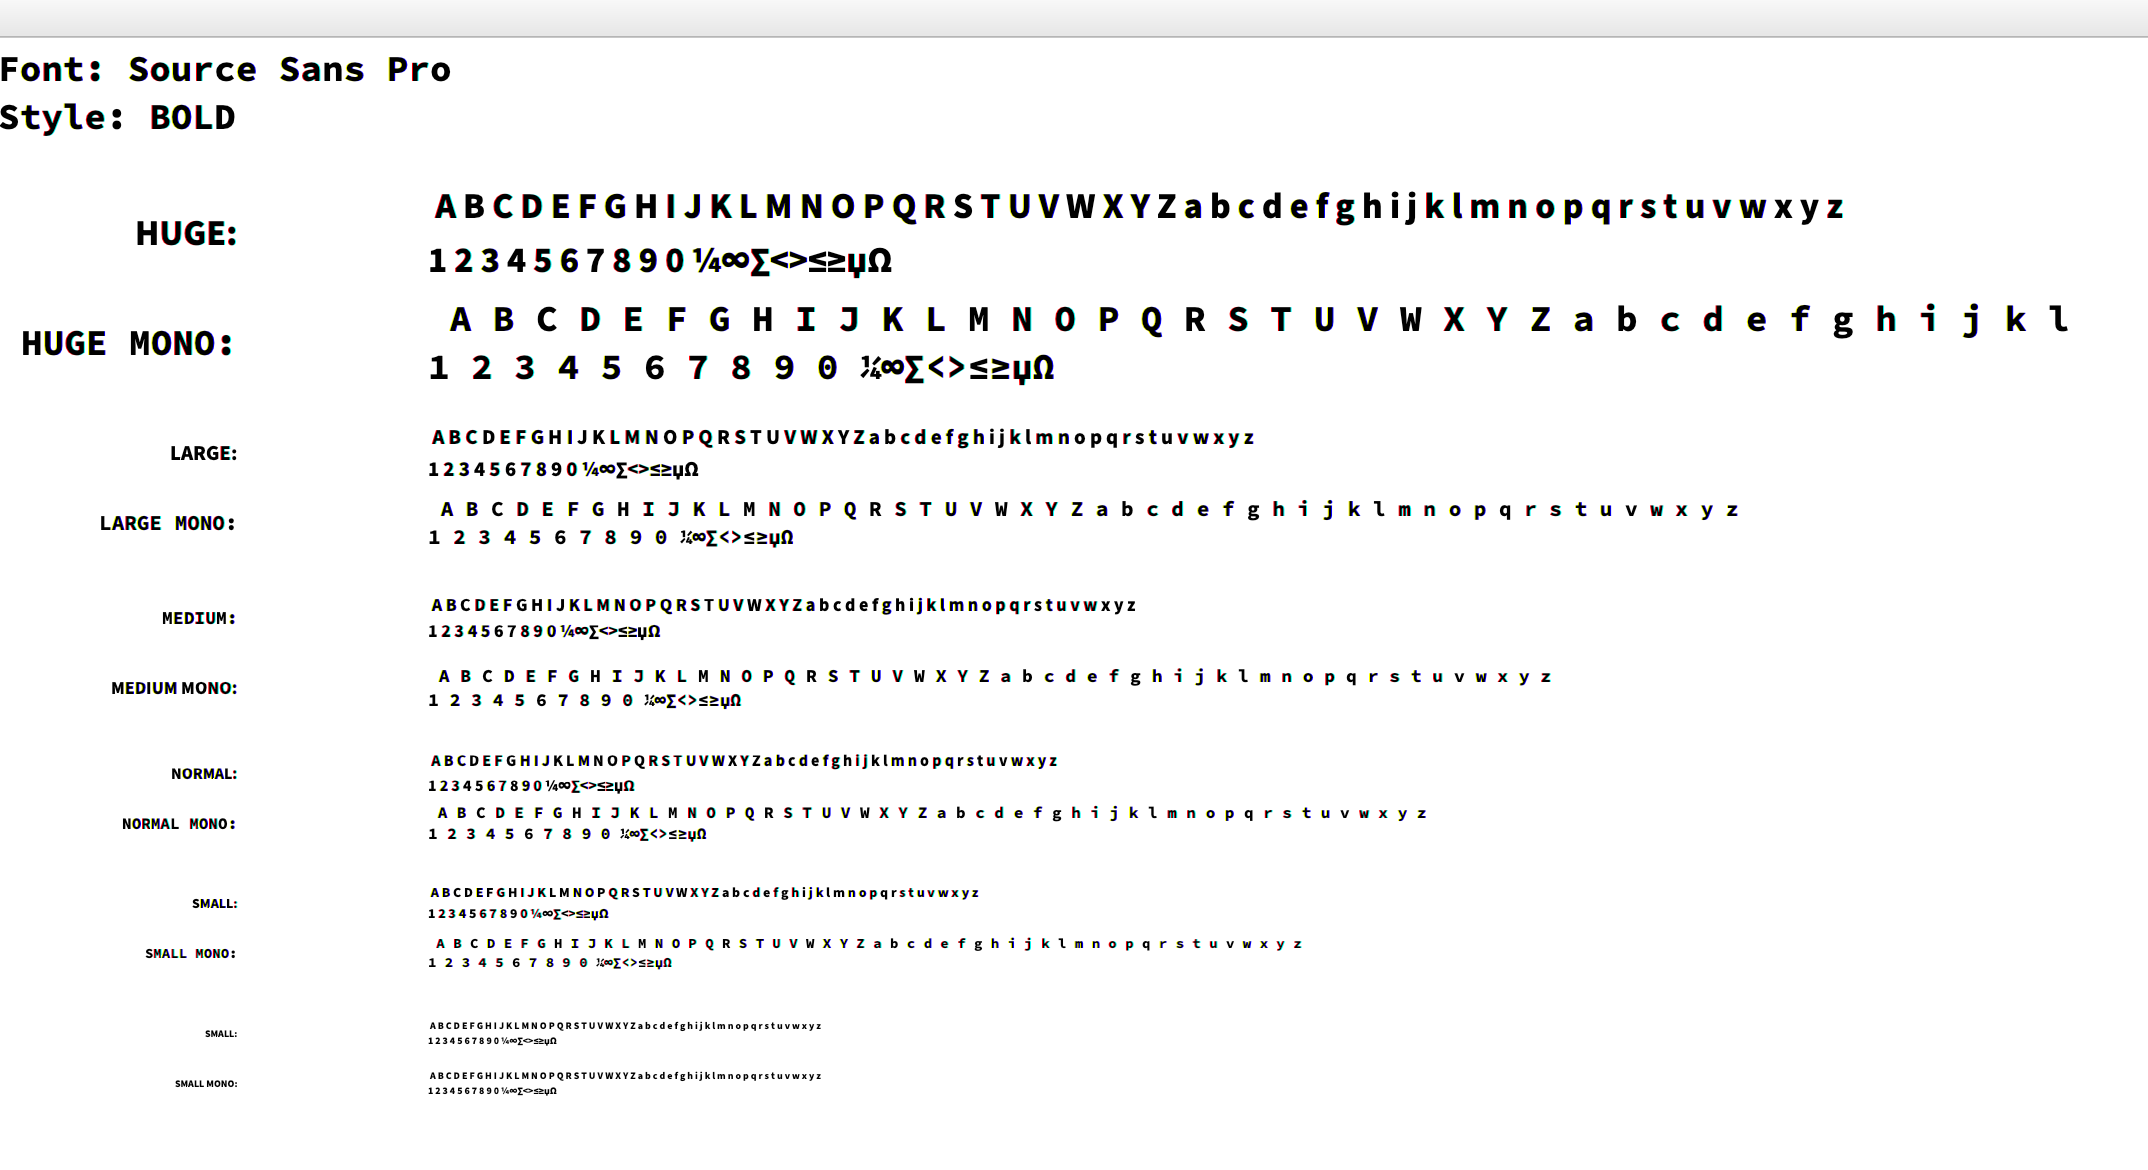 Font: Source Sans Pro
Style: BOLD
HUGE:
A B C D E F G H I J K L M N O P Q R S T U V W X Y Z a b c d e f g h i j k l m n o p q r s t u v w x y z
1 2 3 4 5 6 7 8 9 0 ¼∞∑<>≤≥µΩ
HUGE MONO:
A B C D E F G H I J K L M N O P Q R S T U V W X Y Z a b c d e f g h i j k l
1 2 3 4 5 6 7 8 9 0 ¼∞∑<>≤≥µΩ
LARGE:
A B C D E F G H I J K L M N O P Q R S T U V W X Y Z a b c d e f g h i j k l m n o p q r s t u v w x y z
1 2 3 4 5 6 7 8 9 0 ¼∞∑<>≤≥µΩ
LARGE MONO:
A B C D E F G H I J K L M N O P Q R S T U V W X Y Z a b c d e f g h i j k l m n o p q r s t u v w x y z
1 2 3 4 5 6 7 8 9 0 ¼∞∑<>≤≥µΩ
MEDIUM:
A B C D E F G H I J K L M N O P Q R S T U V W X Y Z a b c d e f g h i j k l m n o p q r s t u v w x y z
1 2 3 4 5 6 7 8 9 0 ¼∞∑<>≤≥µΩ
MEDIUM MONO:
A B C D E F G H I J K L M N O P Q R S T U V W X Y Z a b c d e f g h i j k l m n o p q r s t u v w x y z
1 2 3 4 5 6 7 8 9 0 ¼∞∑<>≤≥µΩ
NORMAL:
A B C D E F G H I J K L M N O P Q R S T U V W X Y Z a b c d e f g h i j k l m n o p q r s t u v w x y z
1 2 3 4 5 6 7 8 9 0 ¼∞∑<>≤≥µΩ
NORMAL MONO:
A B C D E F G H I J K L M N O P Q R S T U V W X Y Z a b c d e f g h i j k l m n o p q r s t u v w x y z
1 2 3 4 5 6 7 8 9 0 ¼∞∑<>≤≥µΩ
SMALL:
A B C D E F G H I J K L M N O P Q R S T U V W X Y Z a b c d e f g h i j k l m n o p q r s t u v w x y z
1 2 3 4 5 6 7 8 9 0 ¼∞∑<>≤≥µΩ
SMALL MONO:
A B C D E F G H I J K L M N O P Q R S T U V W X Y Z a b c d e f g h i j k l m n o p q r s t u v w x y z
1 2 3 4 5 6 7 8 9 0 ¼∞∑<>≤≥µΩ
SMALL:
A B C D E F G H I J K L M N O P Q R S T U V W X Y Z a b c d e f g h i j k l m n o p q r s t u v w x y z
1 2 3 4 5 6 7 8 9 0 ¼∞∑<>≤≥µΩ
SMALL MONO:
A B C D E F G H I J K L M N O P Q R S T U V W X Y Z a b c d e f g h i j k l m n o p q r s t u v w x y z
1 2 3 4 5 6 7 8 9 0 ¼∞∑<>≤≥µΩ